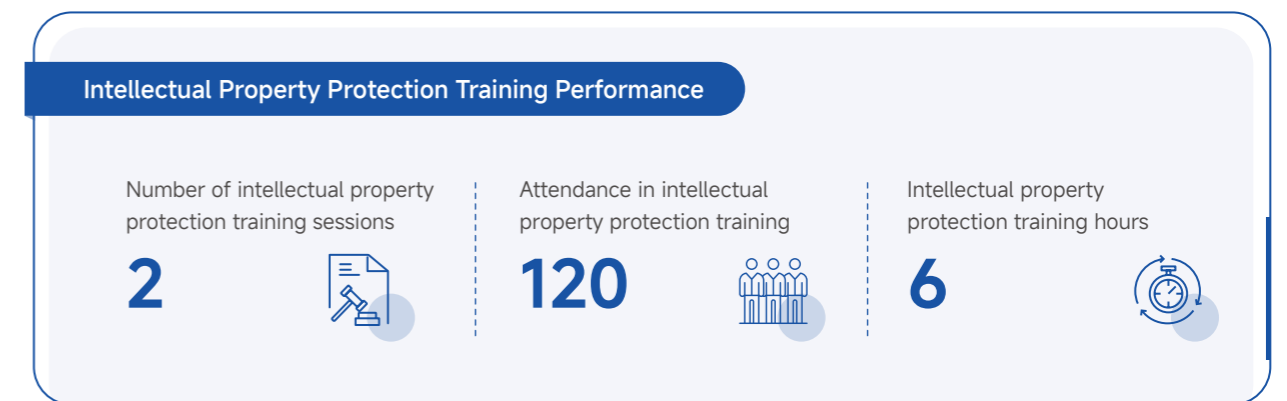 Intellectual Property Protection Training Performance
Number of intellectual property
protection training sessions
2
Attendance in intellectual
property protection training
120
Intellectual property
protection training hours
6